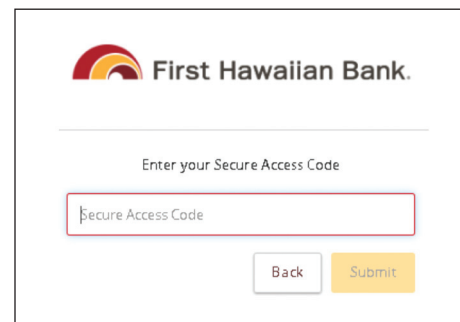 First Hawaiian Bank.
Enter your Secure Access Code
Secure Access Code
Back Submit